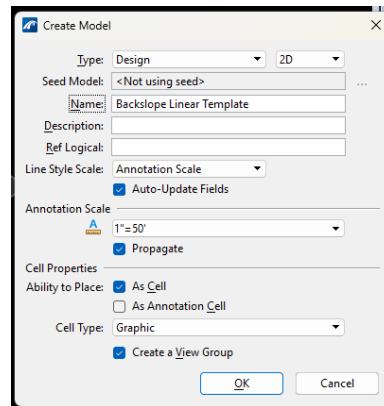 Create Model
Type: Design 2D
Seed Model: <Not using seed> ...
Name: Backslope Linear Template
Description:
Ref Logical:
Line Style Scale: Annotation Scale
Auto-Update Fields
Annotation Scale
A 1"=50'
Propagate
Cell Properties
Ability to Place: As Cell
As Annotation Cell
Cell Type: Graphic
Create a View Group
OK Cancel